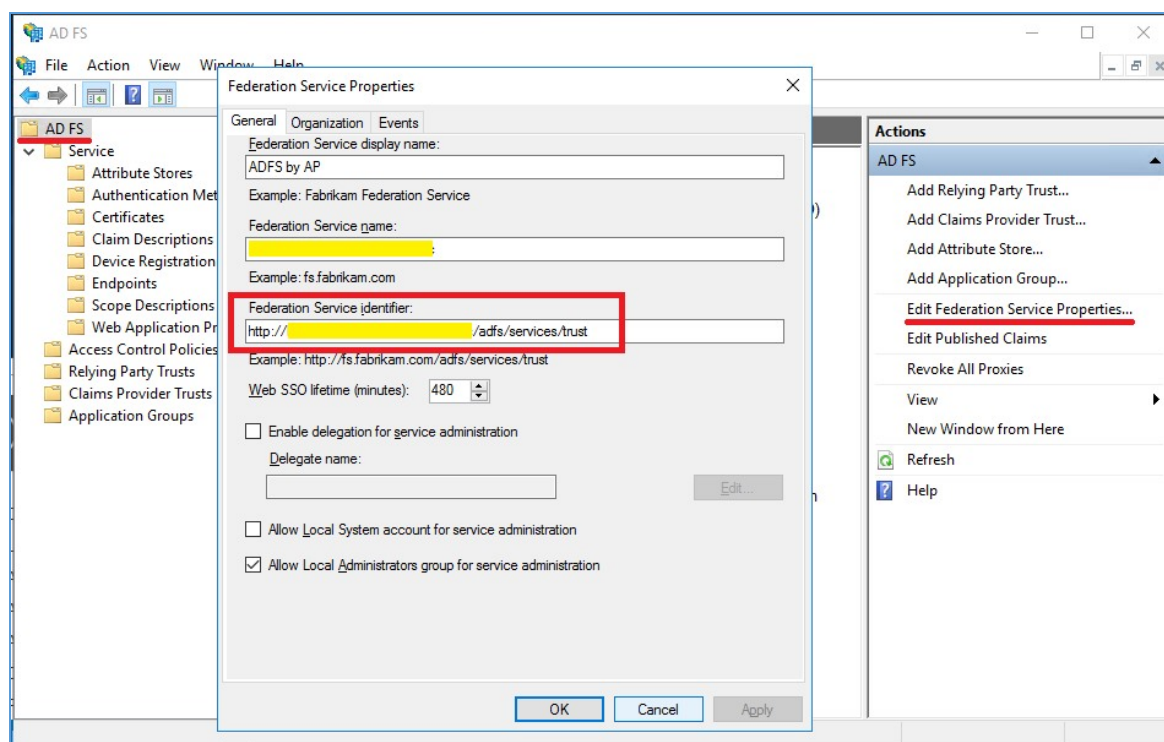 AD FS
File Action View Window Help
Federation Service Properties
General Organization Events
Federation Service display name:
ADFS by AP
Example: Fabrikam Federation Service
Federation Service name:
Example: fs.fabrikam.com
Federation Service identifier:
http:// /adfs/services/trust
Example: http://fs.fabrikam.com/adfs/services/trust
Web SSO lifetime (minutes): 480
Enable delegation for service administration
Delegate name:
Edit...
Allow Local System account for service administration
Allow Local Administrators group for service administration
OK Cancel Apply
AD FS
Service
Attribute Stores
Authentication Met
Certificates
Claim Descriptions
Device Registration
Endpoints
Scope Descriptions
Web Application Pr
Access Control Policies
Relying Party Trusts
Claims Provider Trusts
Application Groups
Actions
AD FS
Add Relying Party Trust...
Add Claims Provider Trust...
Add Attribute Store...
Add Application Group...
Edit Federation Service Properties...
Edit Published Claims
Revoke All Proxies
View
New Window from Here
Refresh
Help